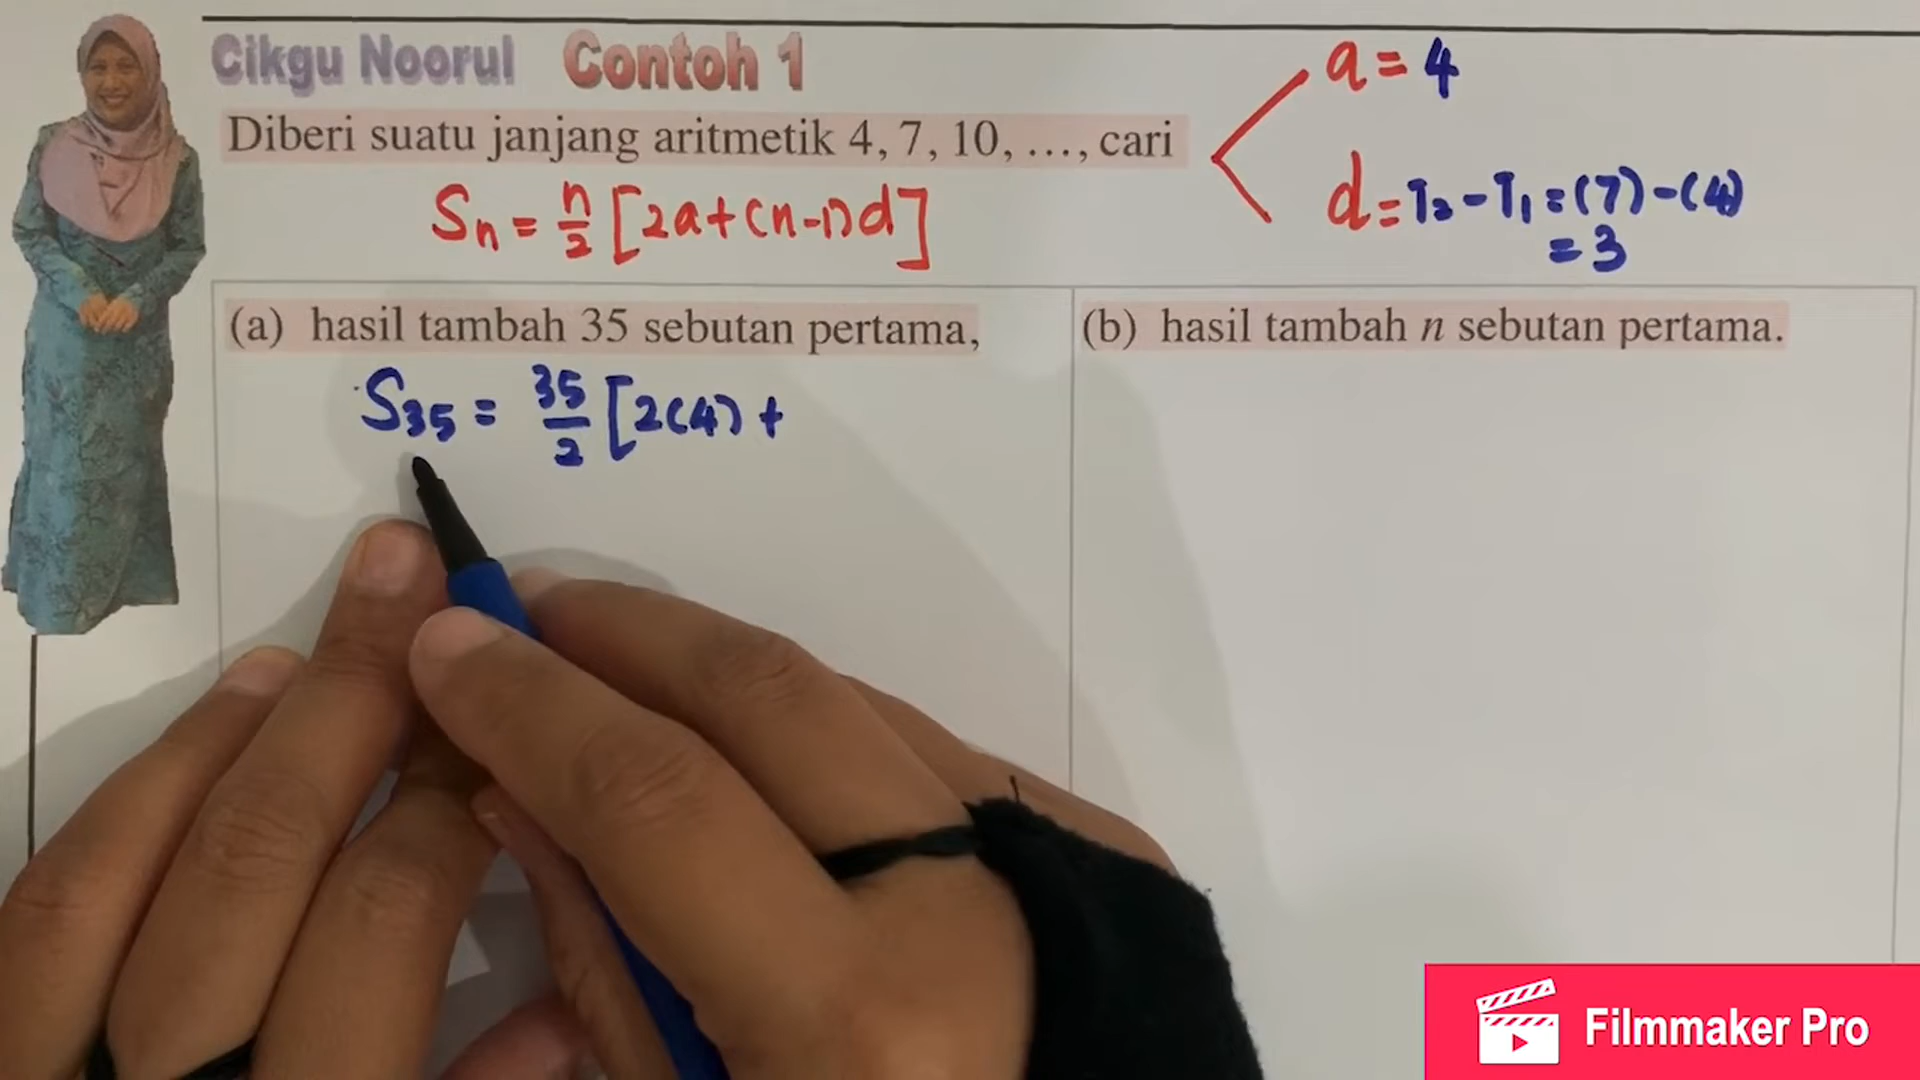 Cikgu Noorul Contoh 1
Diberi suatu janjang aritmetik 4, 7, 10, …, cari
a = 4
d = T₂ - T₁ = (7) - (4)
= 3
Sn = n/2 [2a + (n-1)d]
(a) hasil tambah 35 sebutan pertama,
S35 = 35/2 [2(4) +
(b) hasil tambah n sebutan pertama.
Filmmaker Pro